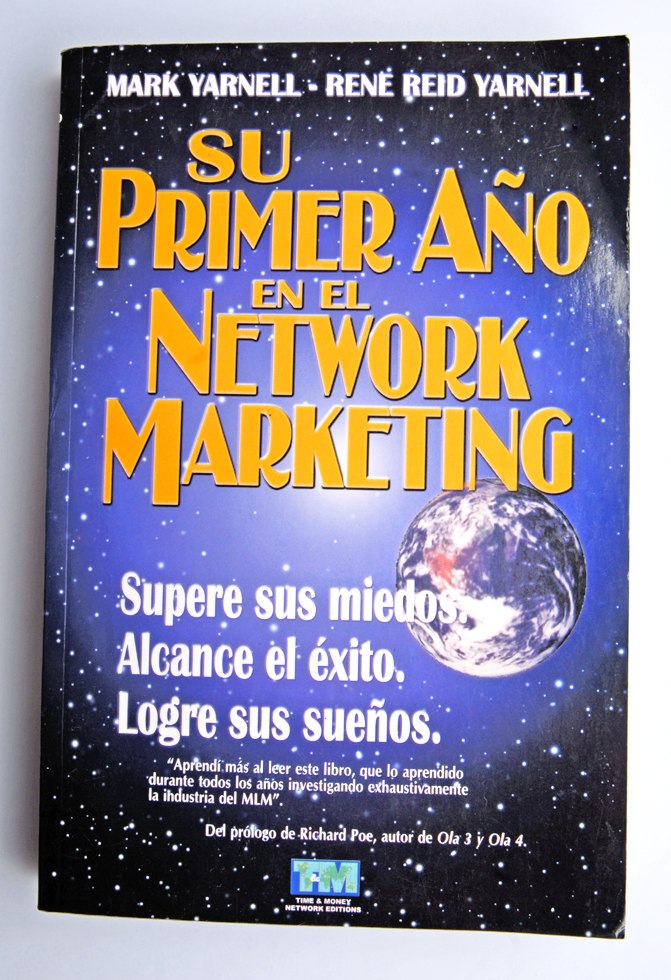 MARK YARNELL - RENE REID YARNELL
SU
PRIMER AÑO
EN EL
NETWORK
MARKETING
Supere sus miedos.
Alcance el éxito.
Logre sus sueños.
"Aprendí más al leer este libro, que lo aprendido
durante todos los años investigando exhaustivamente
la industria del MLM".
Del prólogo de Richard Poe, autor de Ola 3 y Ola 4.
T&M
TIME & MONEY
NETWORK EDITIONS